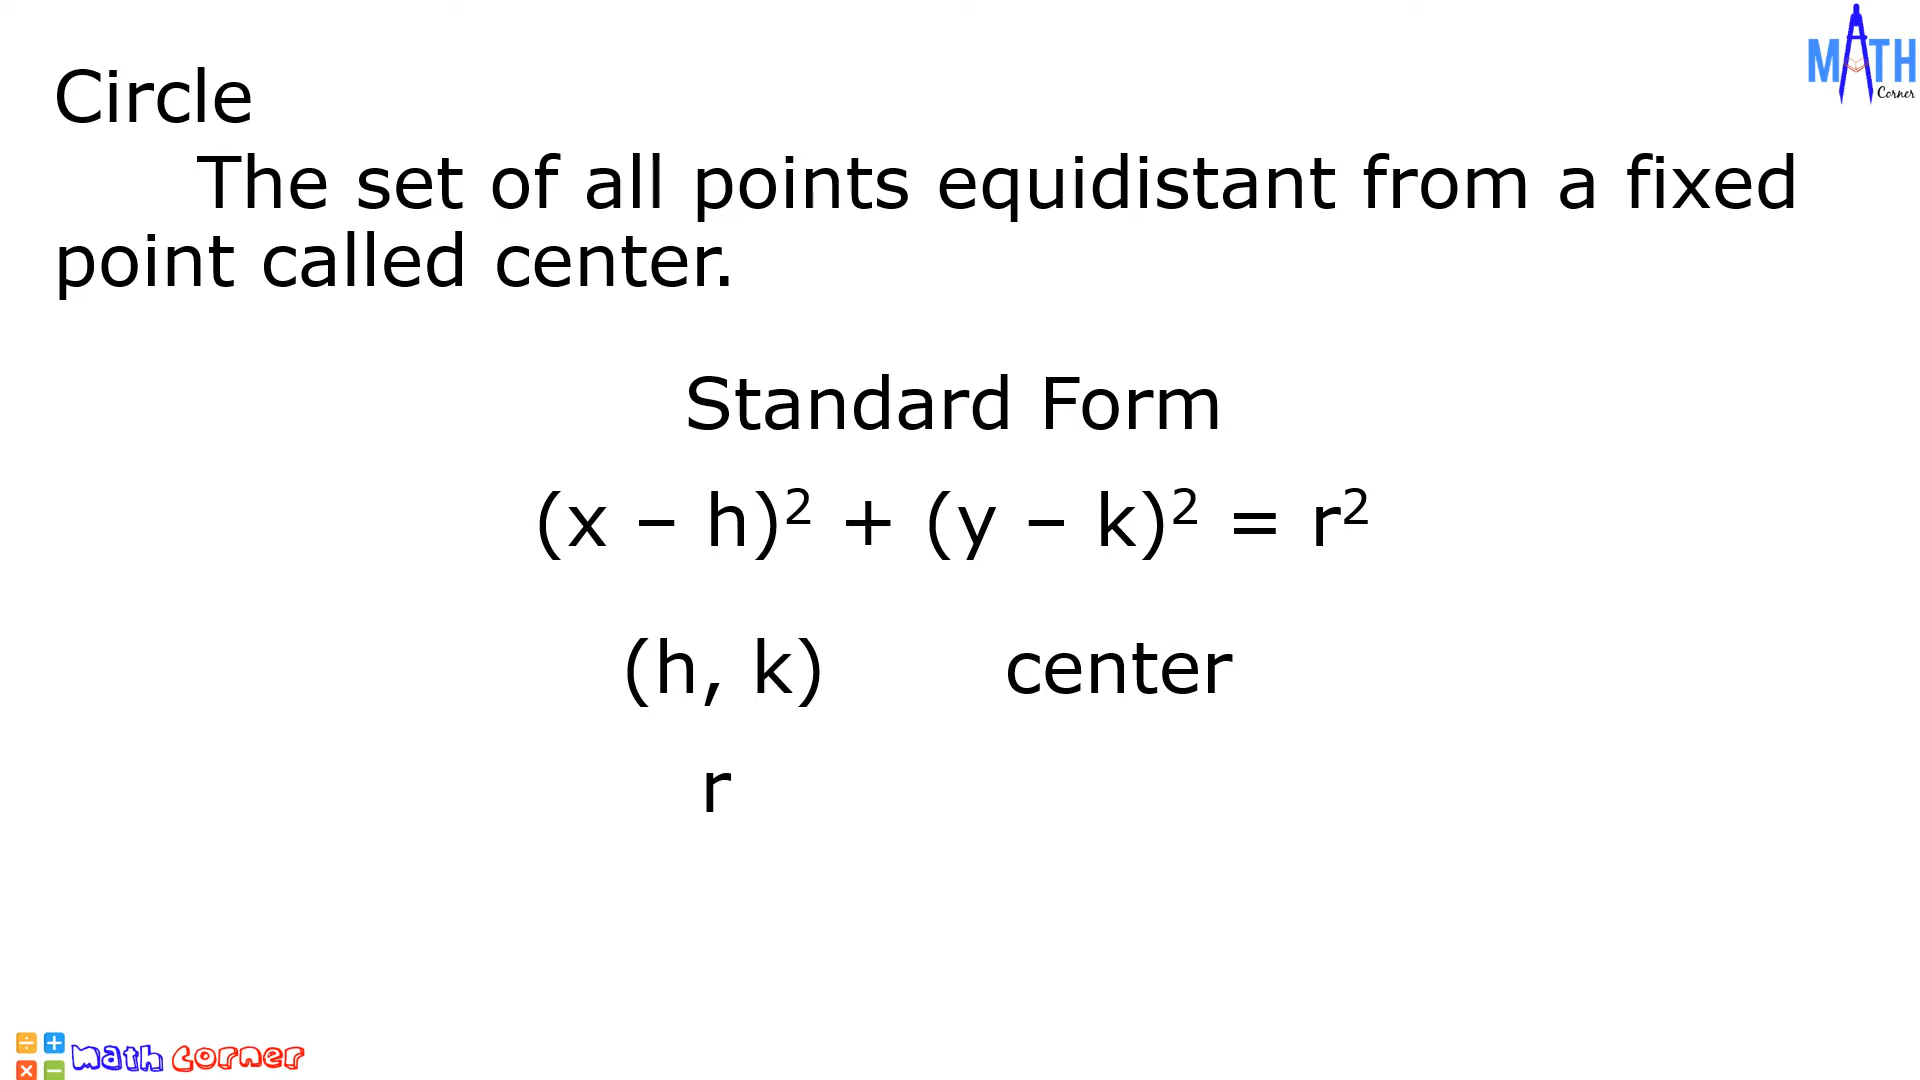 MATH
Corner
Circle
The set of all points equidistant from a fixed
point called center.
Standard Form
(x – h)² + (y – k)² = r²
(h, k) center
r
math corner